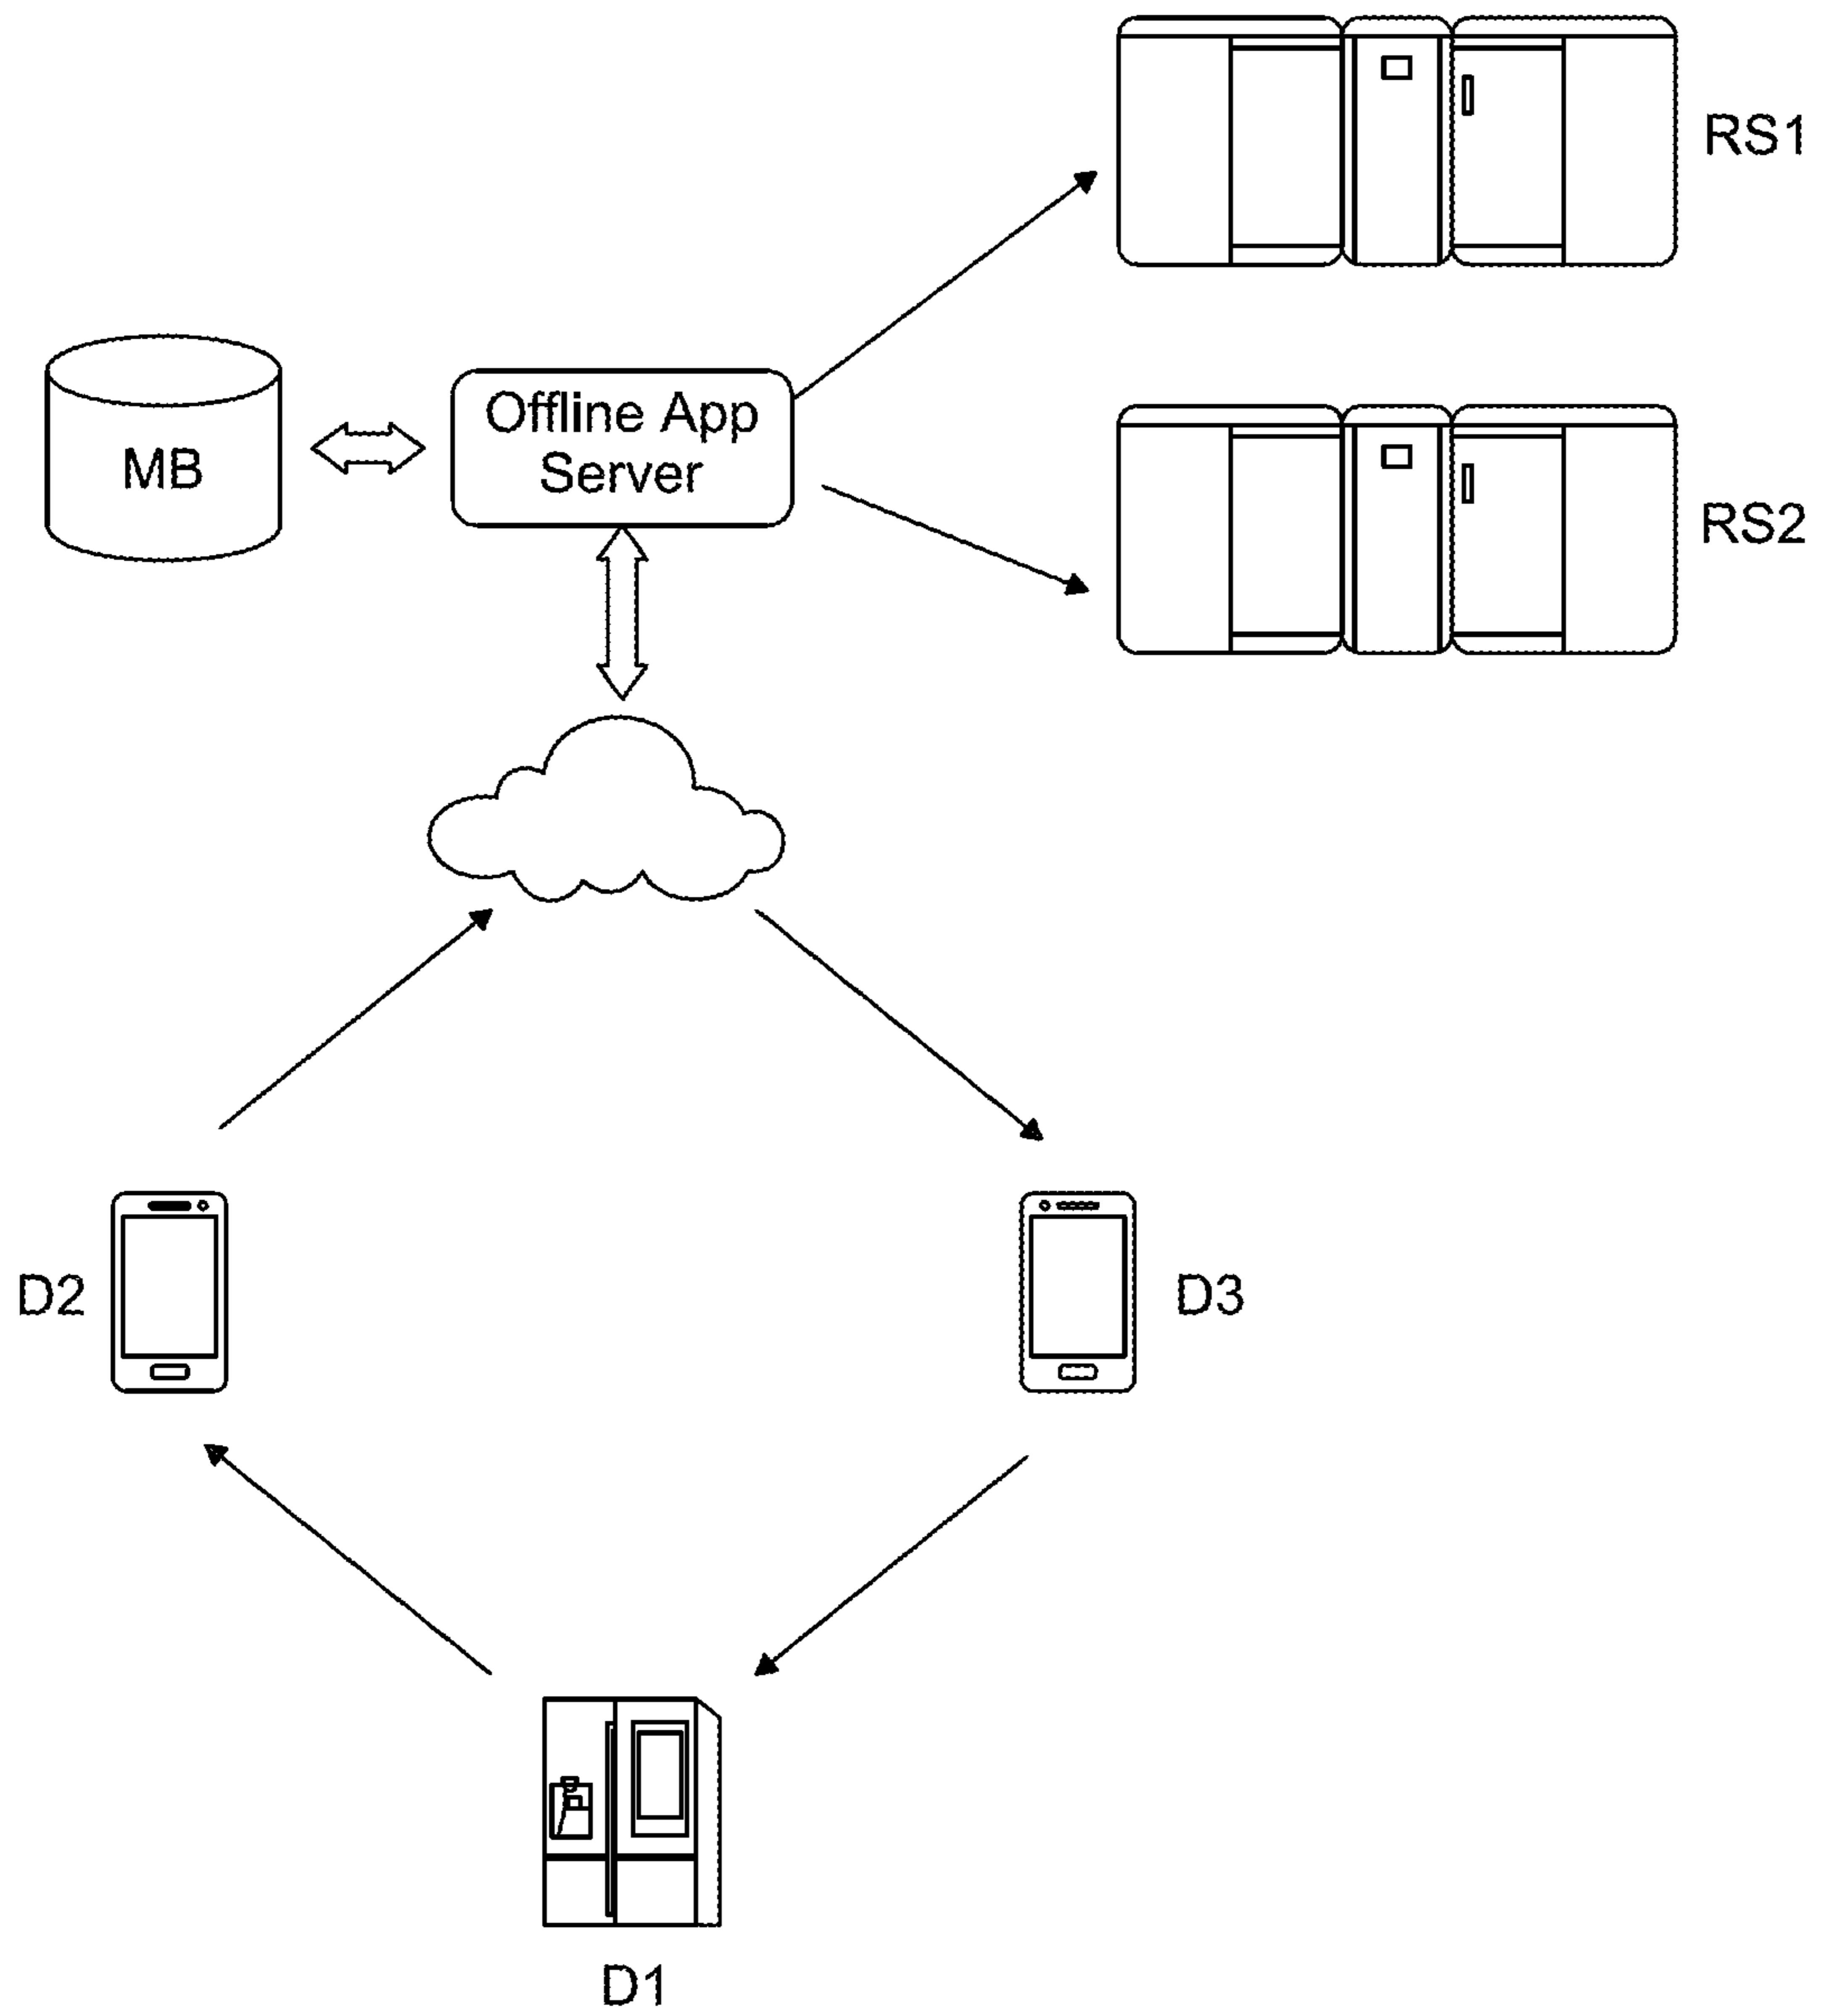 RS1
Offline App
Server
MB
RS2
D2
D3
D1